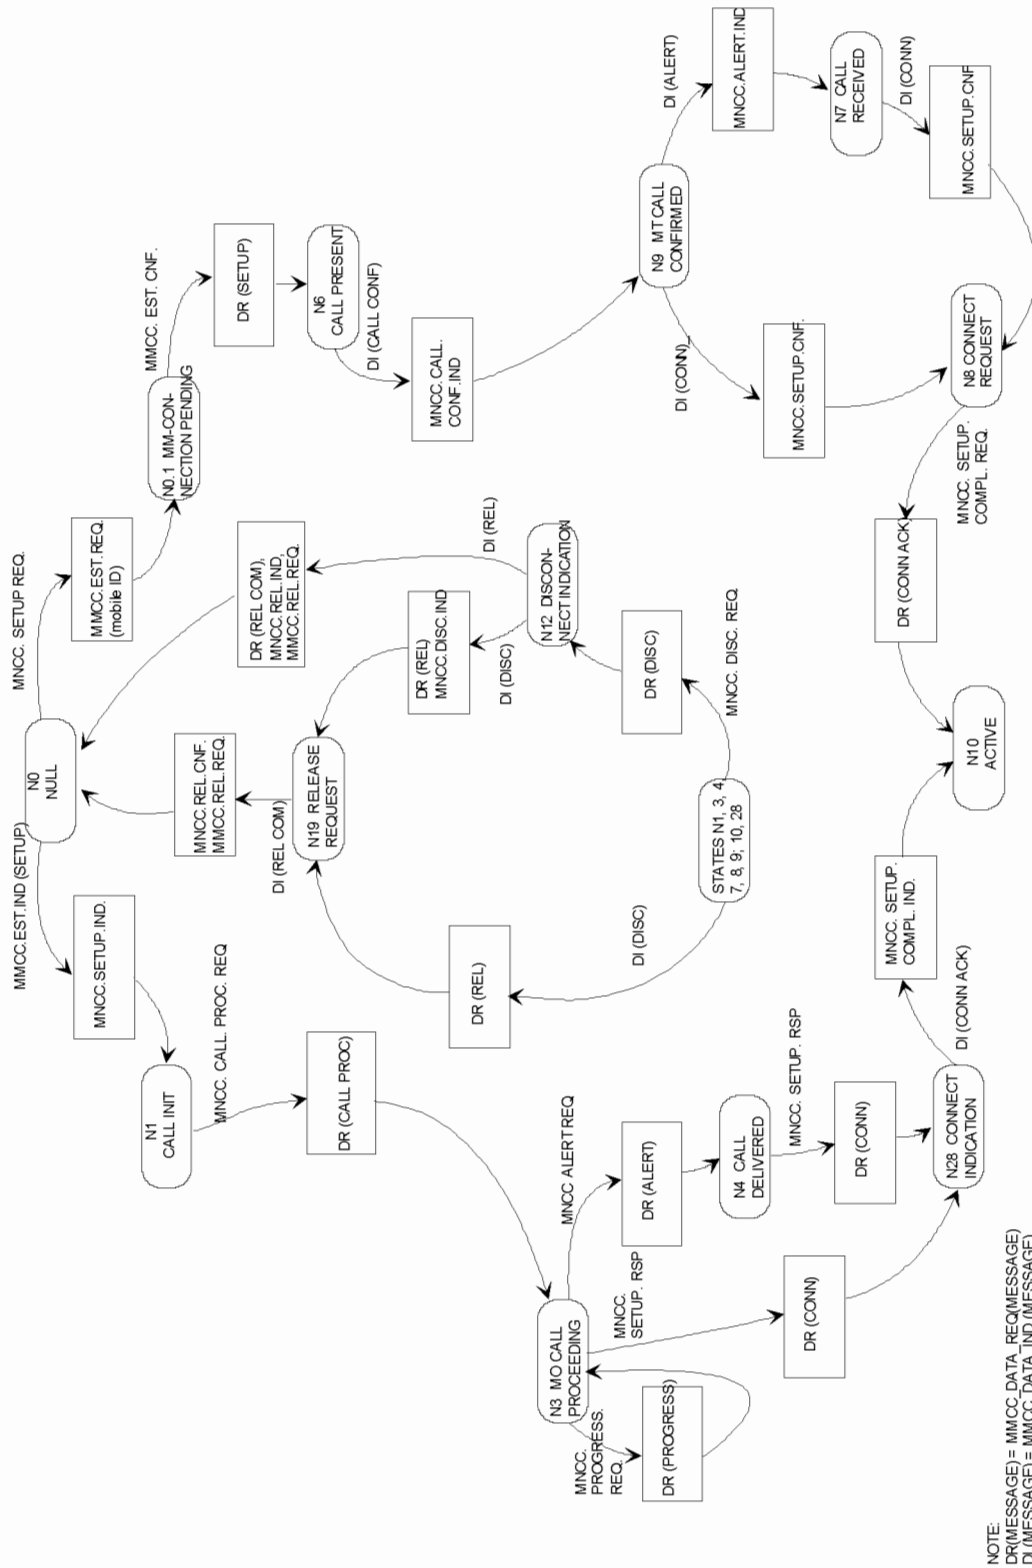 MNCC. SETUP REQ.
MMCC.EST.IND (SETUP)
N0
NULL
MMCC.EST.REQ.
(mobile ID)
MMCC. EST. CNF.
N0.1 MM-CON-
NECTION PENDING
DR (SETUP)
N6
CALL PRESENT
DI (CALL CONF)
MNCC.CALL.
CONF.IND
N9 MT CALL
CONFIRMED
DI (ALERT)
MNCC.ALERT.IND
N7 CALL
RECEIVED
DI (CONN)
MNCC.SETUP.CNF
DI (CONN)
MNCC.SETUP.CNF.
N8 CONNECT
REQUEST
MNCC. SETUP.
COMPL. REQ.
DR (CONN ACK)
N10
ACTIVE
MNCC.SETUP.IND.
N1
CALL INIT
MNCC. CALL. PROC. REQ
DR (CALL PROC)
N3 MO CALL
PROCEEDING
MNCC.
PROGRESS.
REQ.
DR (PROGRESS)
MNCC ALERT REQ
DR (ALERT)
N4 CALL
DELIVERED
MNCC. SETUP. RSP
DR (CONN)
MNCC.
SETUP. RSP
DR (CONN)
N28 CONNECT
INDICATION
DI (CONN ACK)
MNCC. SETUP.
COMPL. IND.
MNCC.REL.CNF.
MMCC.REL.REQ.
DI (REL COM)
N19 RELEASE
REQUEST
DR (REL)
DI (DISC)
STATES N1, 3, 4,
7, 8, 9; 10, 28
MNCC. DISC. REQ
DR (DISC)
N12 DISCON-
NECT INDICATION
DI (DISC)
DR (REL)
MNCC.DISC.IND
DI (REL)
DR (REL COM),
MNCC.REL.IND,
MMCC.REL.REQ.
NOTE:
DR(MESSAGE) = MMCC_DATA_REQ(MESSAGE)
DI(MESSAGE) = MMCC_DATA_IND (MESSAGE)